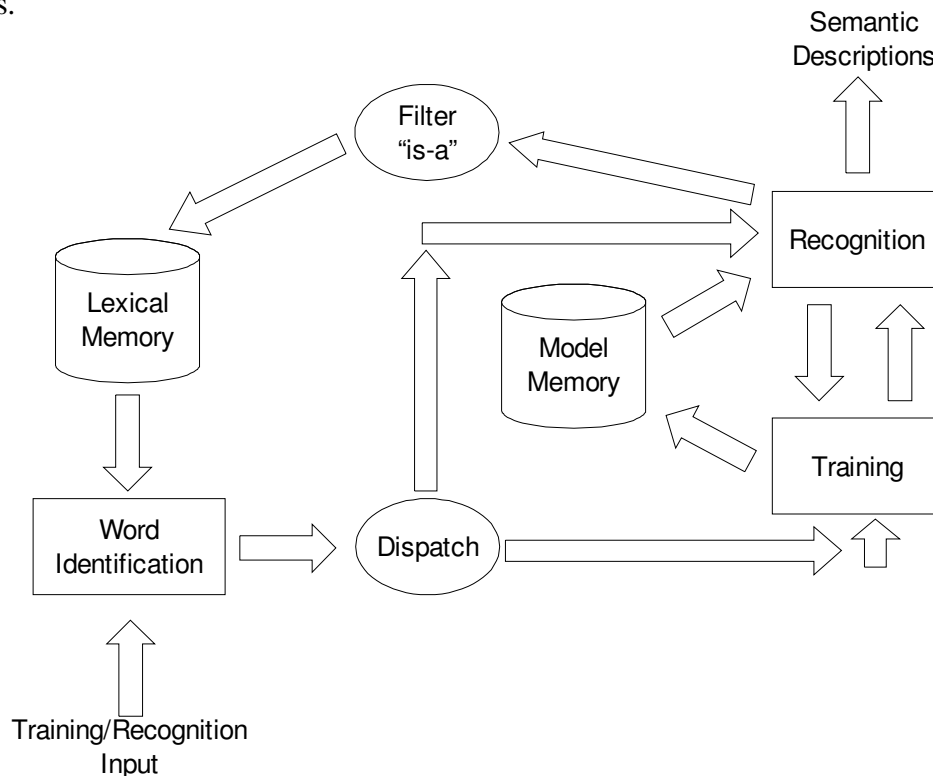 s.
Semantic
Descriptions
Filter
“is-a”
Recognition
Lexical
Memory
Model
Memory
Training
Word
Identification
Dispatch
Training/Recognition
Input